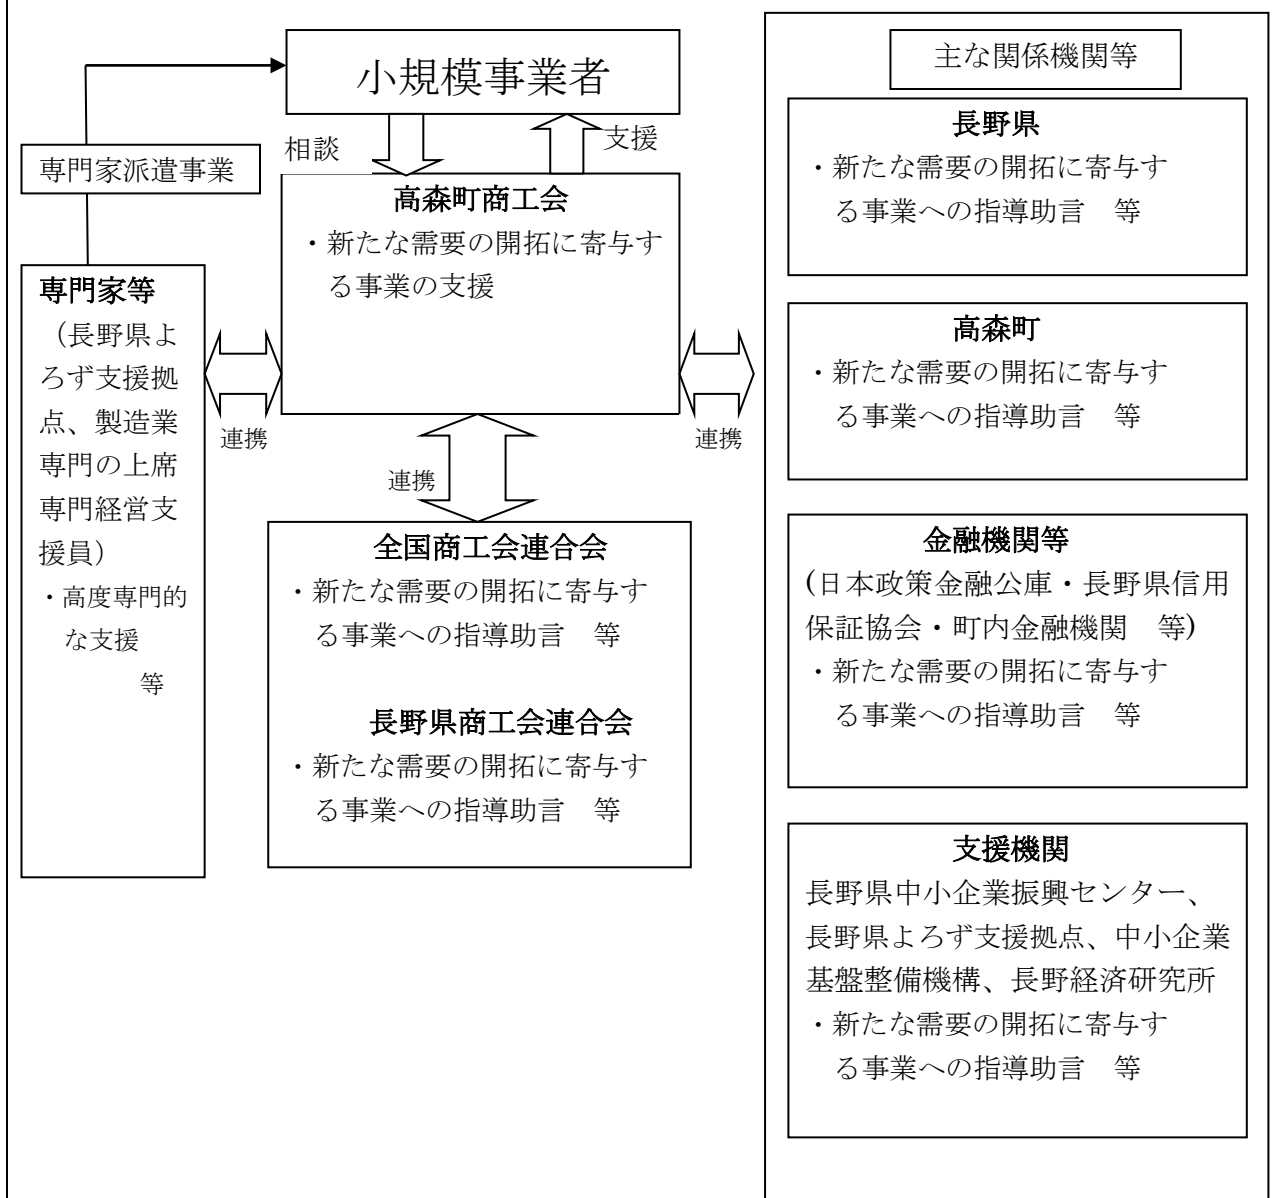 小規模事業者
相談
支援
専門家派遣事業
高森町商工会
・新たな需要の開拓に寄与す
る事業の支援
専門家等
(長野県よ
ろず支援拠
点、製造業
専門の上席
専門経営支
援員)
・高度専門的
な支援
等
連携
連携
連携
全国商工会連合会
・新たな需要の開拓に寄与す
る事業への指導助言 等
長野県商工会連合会
・新たな需要の開拓に寄与す
る事業への指導助言 等
主な関係機関等
長野県
・新たな需要の開拓に寄与す
る事業への指導助言 等
高森町
・新たな需要の開拓に寄与す
る事業への指導助言 等
金融機関等
(日本政策金融公庫・長野県信用
保証協会・町内金融機関 等)
・新たな需要の開拓に寄与す
る事業への指導助言 等
支援機関
長野県中小企業振興センター、
長野県よろず支援拠点、中小企業
基盤整備機構、長野経済研究所
・新たな需要の開拓に寄与す
る事業への指導助言 等